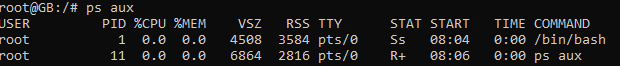 root@GB:/# ps aux
USER PID %CPU %MEM VSZ RSS TTY STAT START TIME COMMAND
root 1 0.0 0.0 4508 3584 pts/0 Ss 08:04 0:00 /bin/bash
root 11 0.0 0.0 6864 2816 pts/0 R+ 08:06 0:00 ps aux